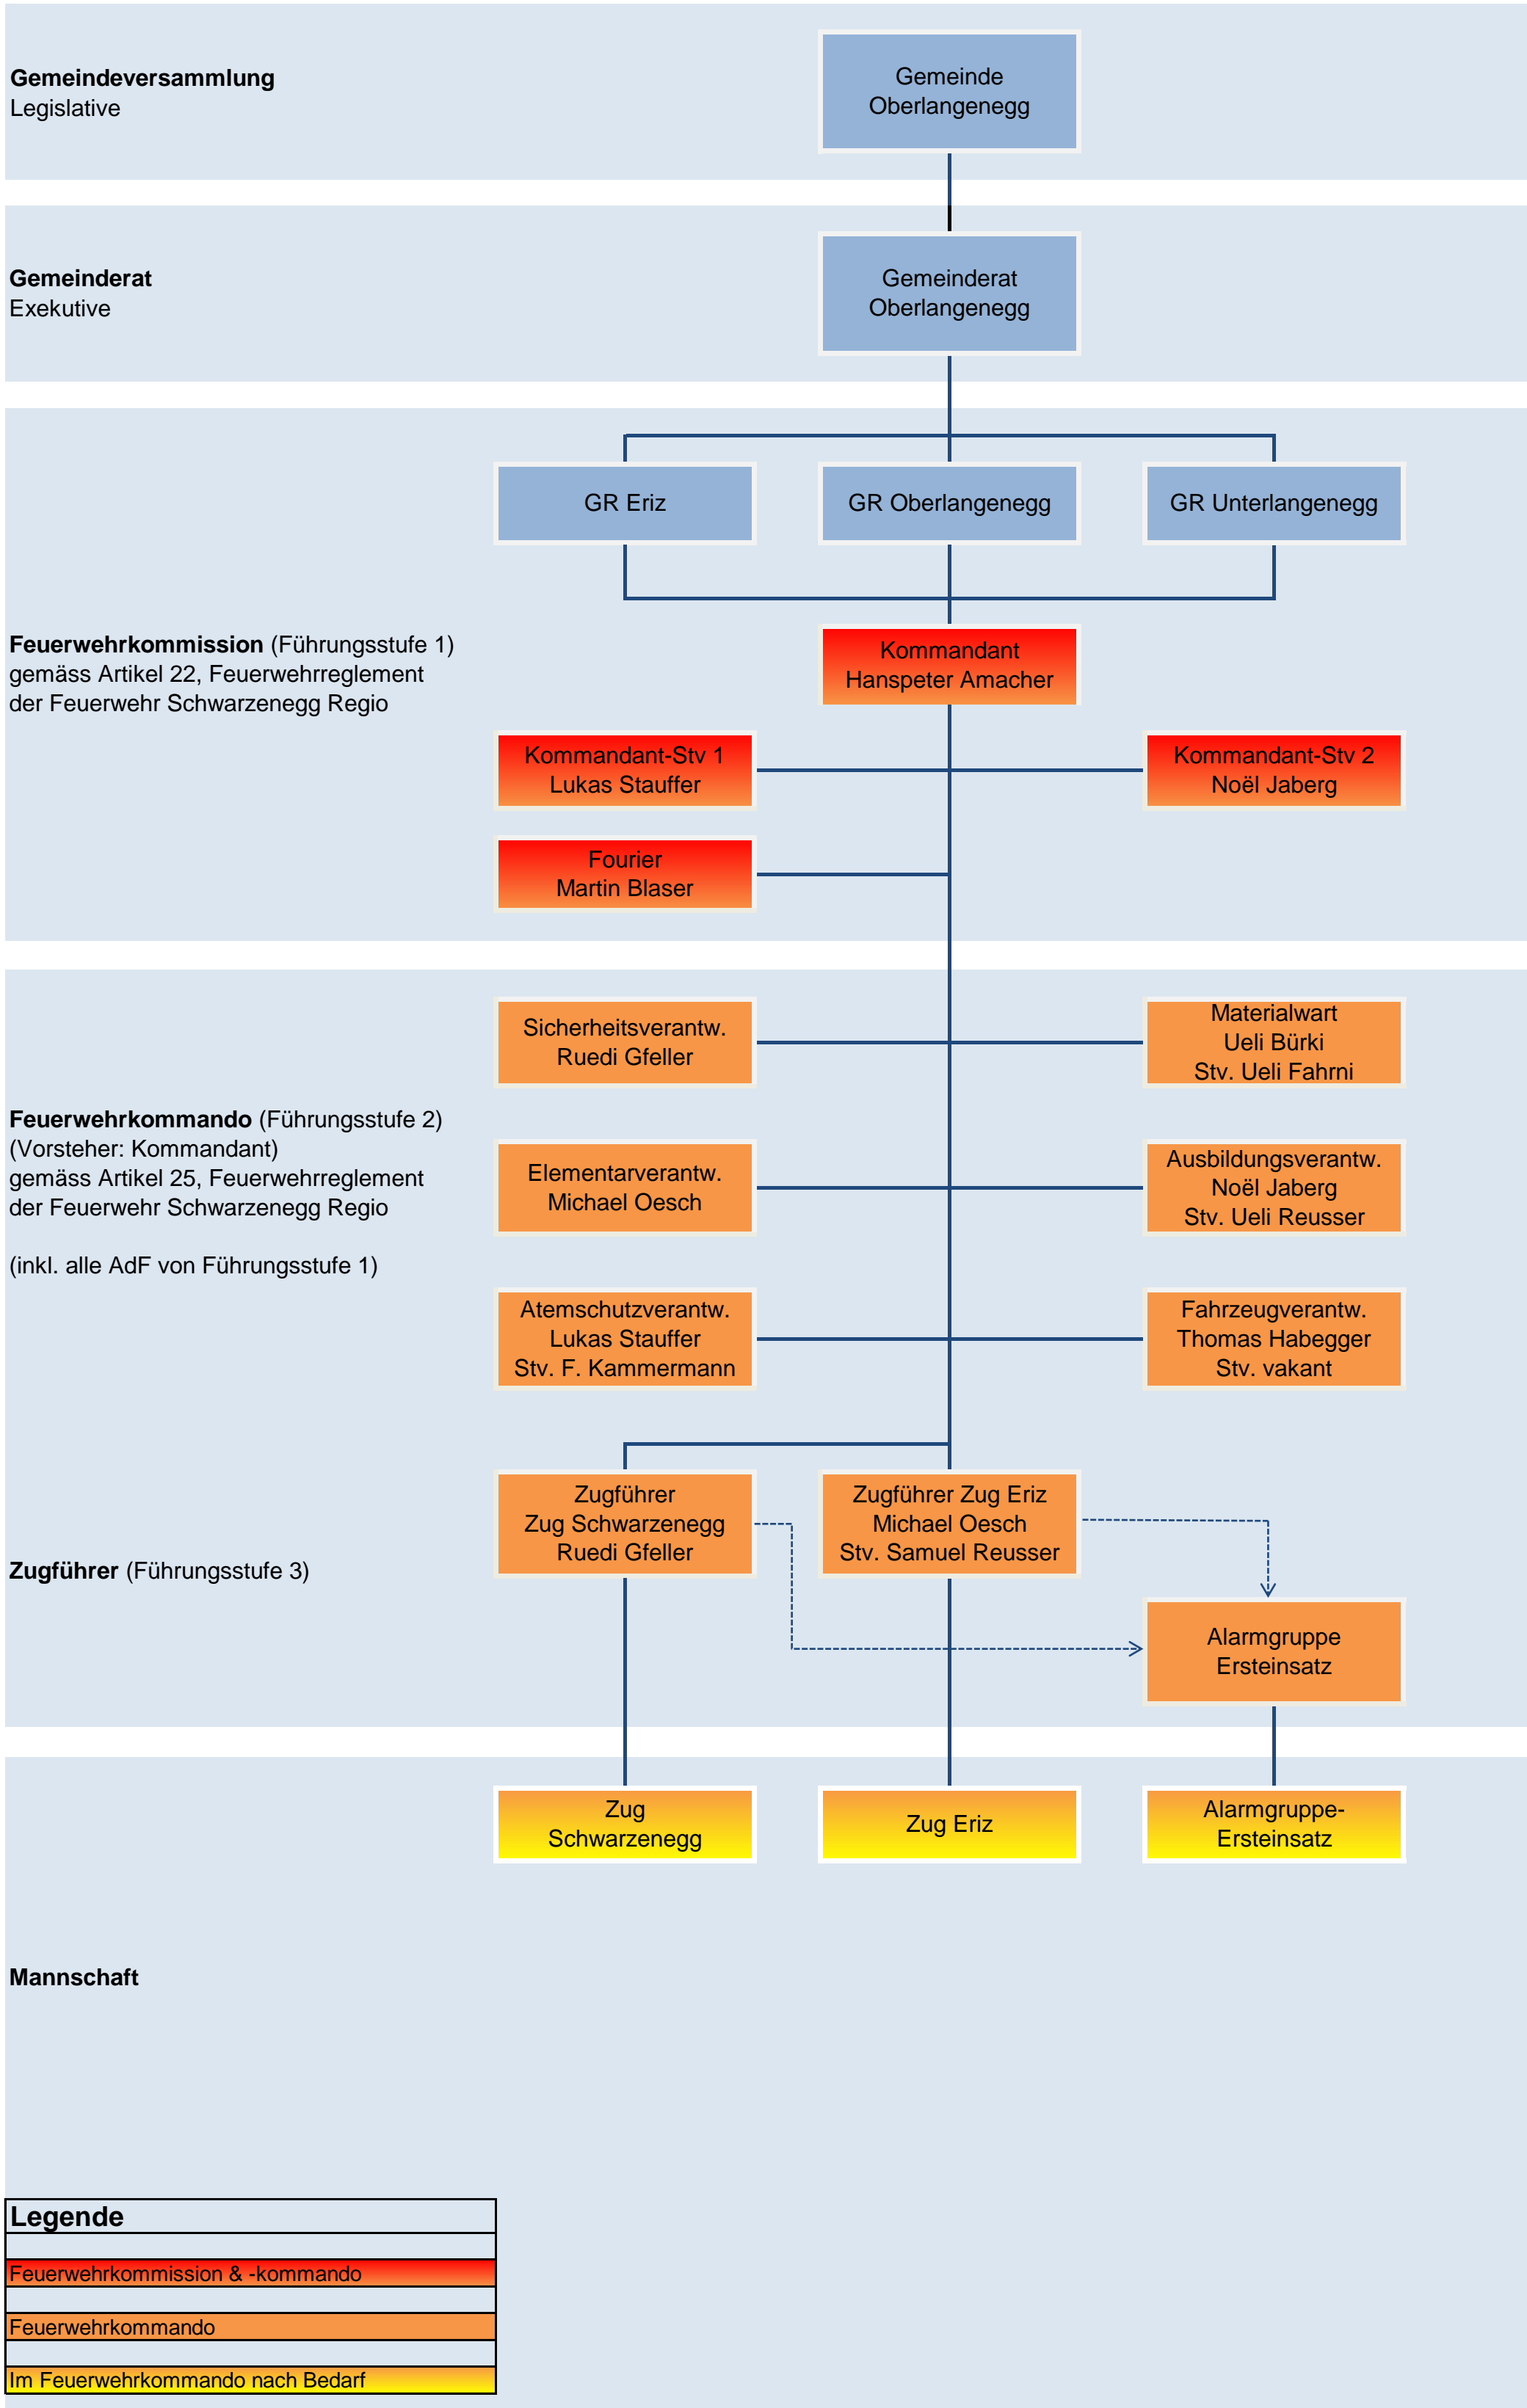 Gemeindeversammlung
Legislative
Gemeinde
Oberlangenegg
Gemeinderat
Exekutive
Gemeinderat
Oberlangenegg
GR Eriz
GR Oberlangenegg
GR Unterlangenegg
Feuerwehrkommission (Führungsstufe 1)
gemäss Artikel 22, Feuerwehrreglement
der Feuerwehr Schwarzenegg Regio
Kommandant
Hanspeter Amacher
Kommandant-Stv 1
Lukas Stauffer
Kommandant-Stv 2
Noël Jaberg
Fourier
Martin Blaser
Sicherheitsverantw.
Ruedi Gfeller
Materialwart
Ueli Bürki
Stv. Ueli Fahrni
Feuerwehrkommando (Führungsstufe 2)
(Vorsteher: Kommandant)
gemäss Artikel 25, Feuerwehrreglement
der Feuerwehr Schwarzenegg Regio
(inkl. alle AdF von Führungsstufe 1)
Elementarverantw.
Michael Oesch
Ausbildungsverantw.
Noël Jaberg
Stv. Ueli Reusser
Atemschutzverantw.
Lukas Stauffer
Stv. F. Kammermann
Fahrzeugverantw.
Thomas Habegger
Stv. vakant
Zugführer
Zug Schwarzenegg
Ruedi Gfeller
Zugführer Zug Eriz
Michael Oesch
Stv. Samuel Reusser
Zugführer (Führungsstufe 3)
Alarmgruppe
Ersteinsatz
Zug
Schwarzenegg
Zug Eriz
Alarmgruppe-
Ersteinsatz
Mannschaft
Legende
Feuerwehrkommission & -kommando
Feuerwehrkommando
Im Feuerwehrkommando nach Bedarf